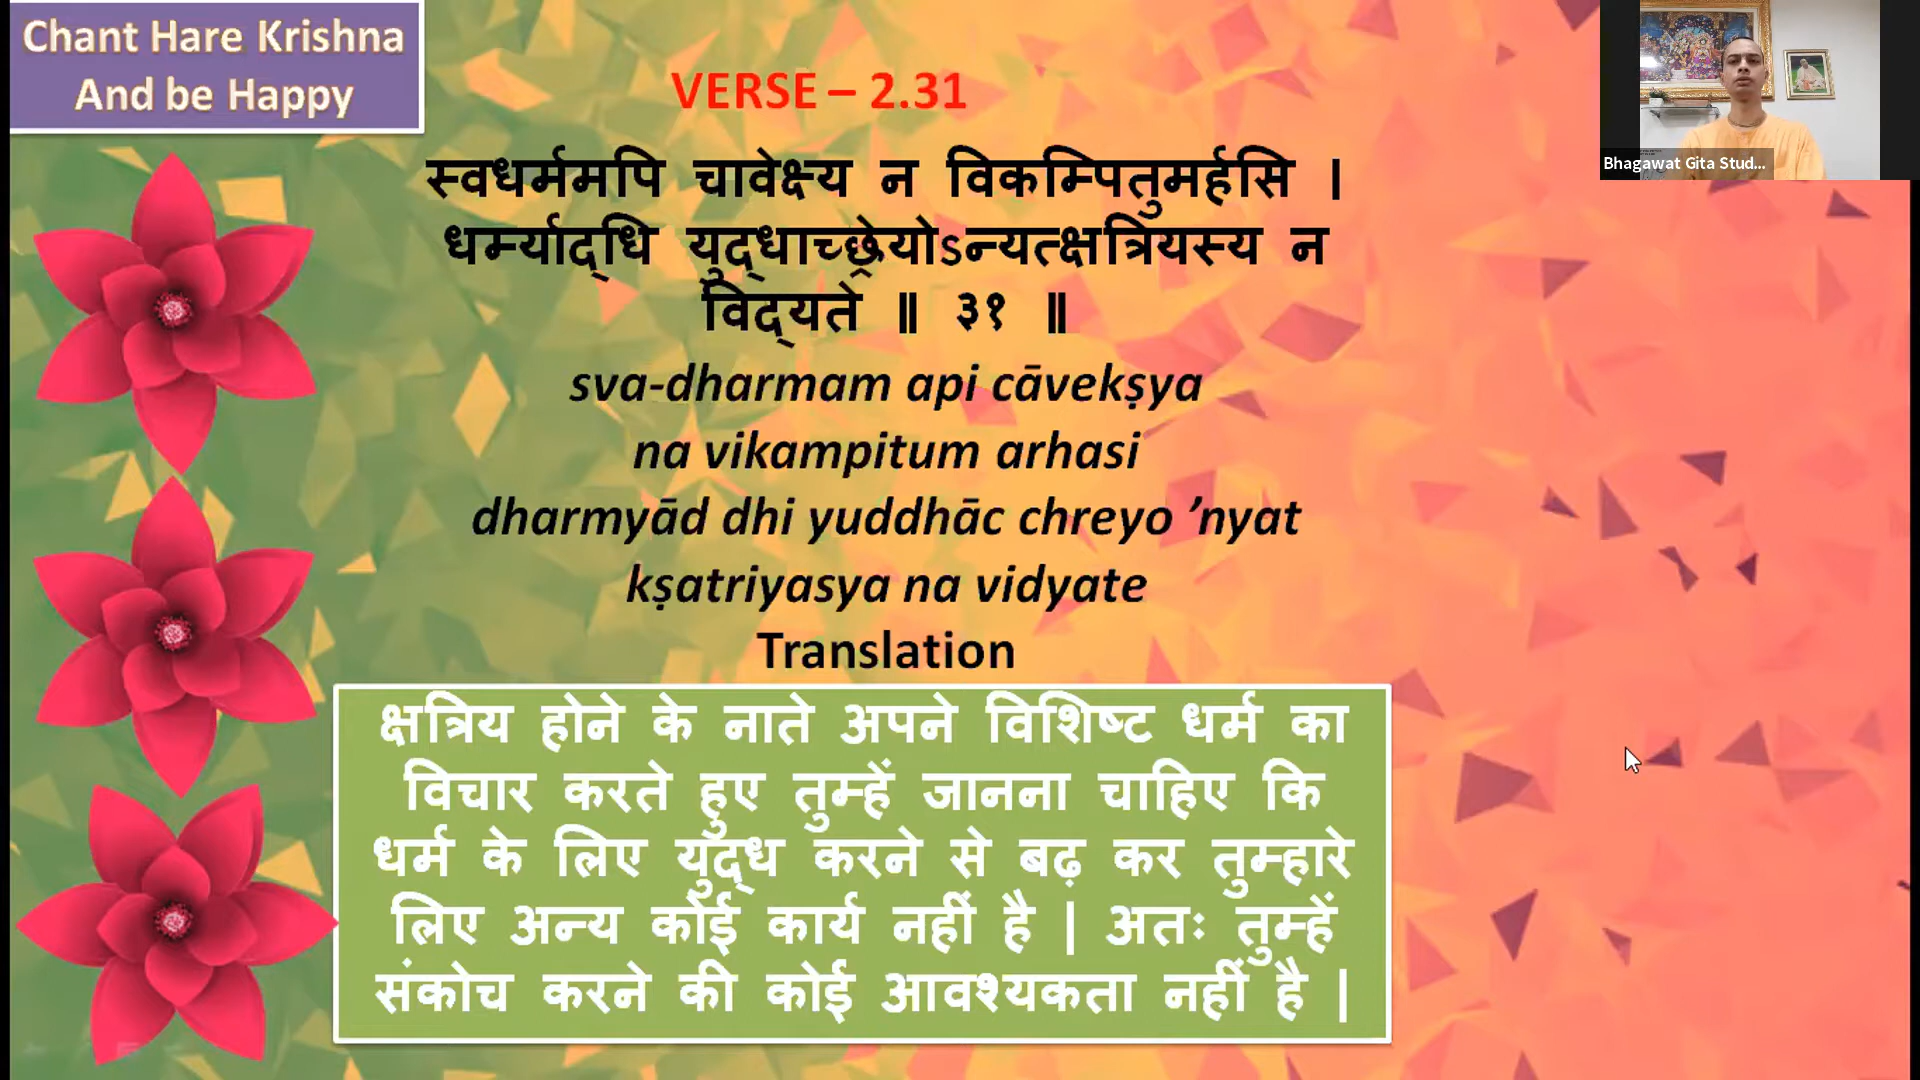 Chant Hare Krishna
And be Happy
VERSE – 2.31
स्वधर्ममपि चावेक्ष्य न विकम्पितुमर्हसि |
धर्म्याद्‌धि युद्‌धाच्छ्रेयोSन्यत्क्षत्रियस्य न
विद्‌यते ॥ ३१ ॥
sva-dharmam api cāvekṣya
na vikampitum arhasi
dharmyād dhi yuddhāc chreyo ’nyat
kṣatriyasya na vidyate
Translation
क्षत्रिय होने के नाते अपने विशिष्ट धर्म का
विचार करते हुए तुम्हें जानना चाहिए कि
धर्म के लिए युद्‌ध करने से बढ़ कर तुम्हारे
लिए अन्य कोई कार्य नहीं है | अतः तुम्हें
संकोच करने की कोई आवश्यकता नहीं है |
Bhagawat Gita Stud...